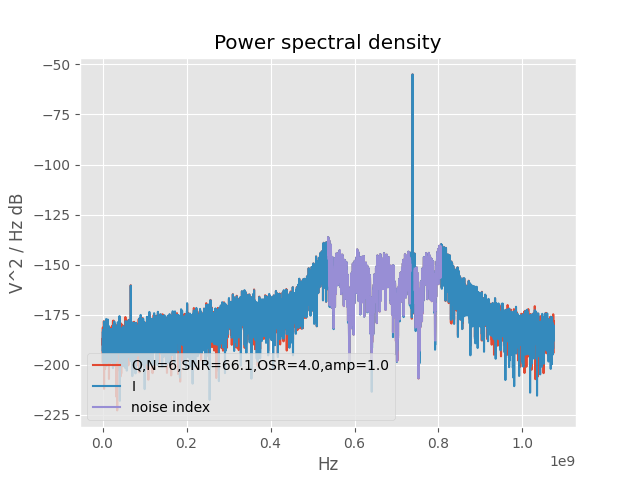 Power spectral density
V^2 / Hz dB
−50
−75
−100
−125
−150
−175
−200
−225
Q,N=6,SNR=66.1,OSR=4.0,amp=1.0
I
noise index
0.0 0.2 0.4 0.6 0.8 1.0
1e9
Hz